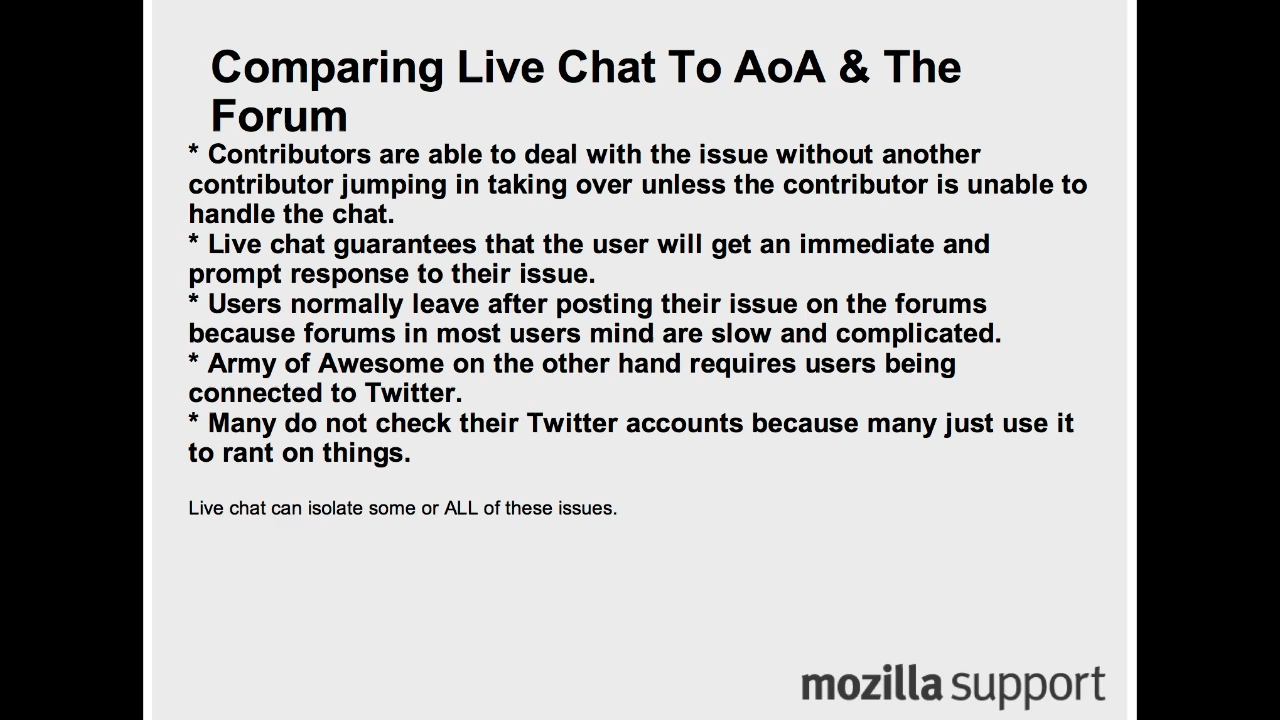 Comparing Live Chat To AoA & The
Forum
* Contributors are able to deal with the issue without another
contributor jumping in taking over unless the contributor is unable to
handle the chat.
* Live chat guarantees that the user will get an immediate and
prompt response to their issue.
* Users normally leave after posting their issue on the forums
because forums in most users mind are slow and complicated.
* Army of Awesome on the other hand requires users being
connected to Twitter.
* Many do not check their Twitter accounts because many just use it
to rant on things.
Live chat can isolate some or ALL of these issues.
mozilla support